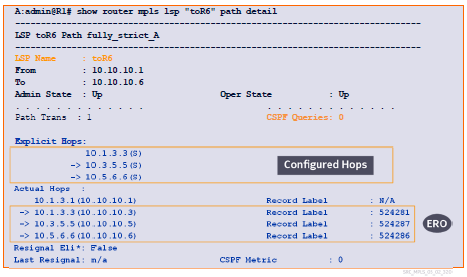 A:admin@R1# show router mpls lsp "toR6" path detail
-------------------------------------------------------------------------------
LSP toR6 Path fully_strict_A
-------------------------------------------------------------------------------
LSP Name : toR6
From : 10.10.10.1
To : 10.10.10.6
Admin State : Up Oper State : Up
. . . . . . . . . . . . . . . . . . . . . . . . . .
Path Trans : 1 CSPF Queries: 0
Explicit Hops:
10.1.3.3(S)
-> 10.3.5.5(S)
-> 10.5.6.6(S)
Configured Hops
Actual Hops :
10.1.3.1(10.10.10.1) Record Label : N/A
-> 10.1.3.3(10.10.10.3) Record Label : 524281
-> 10.3.5.5(10.10.10.5) Record Label : 524287
-> 10.5.6.6(10.10.10.6) Record Label : 524286
ERO
Resignal Eli*: False
Last Resignal: n/a CSPF Metric : 0